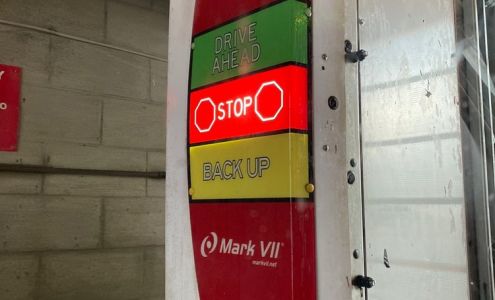 DRIVE
AHEAD
STOP
BACK UP
Mark VII®
markvii.net